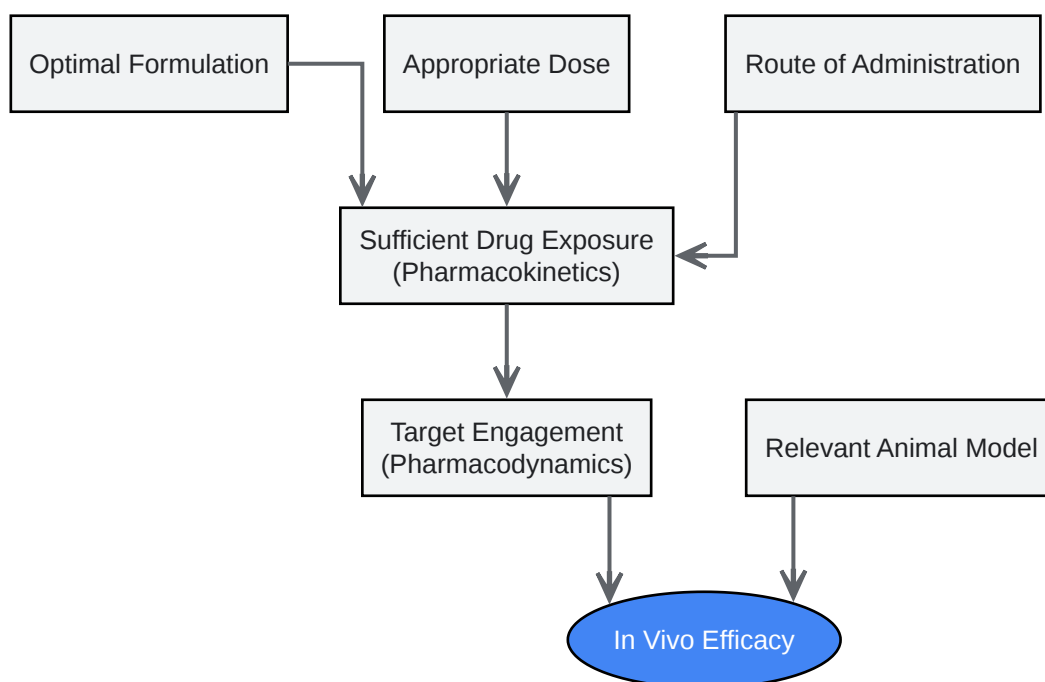 Optimal Formulation
Appropriate Dose
Route of Administration
Sufficient Drug Exposure
(Pharmacokinetics)
Target Engagement
(Pharmacodynamics)
Relevant Animal Model
In Vivo Efficacy